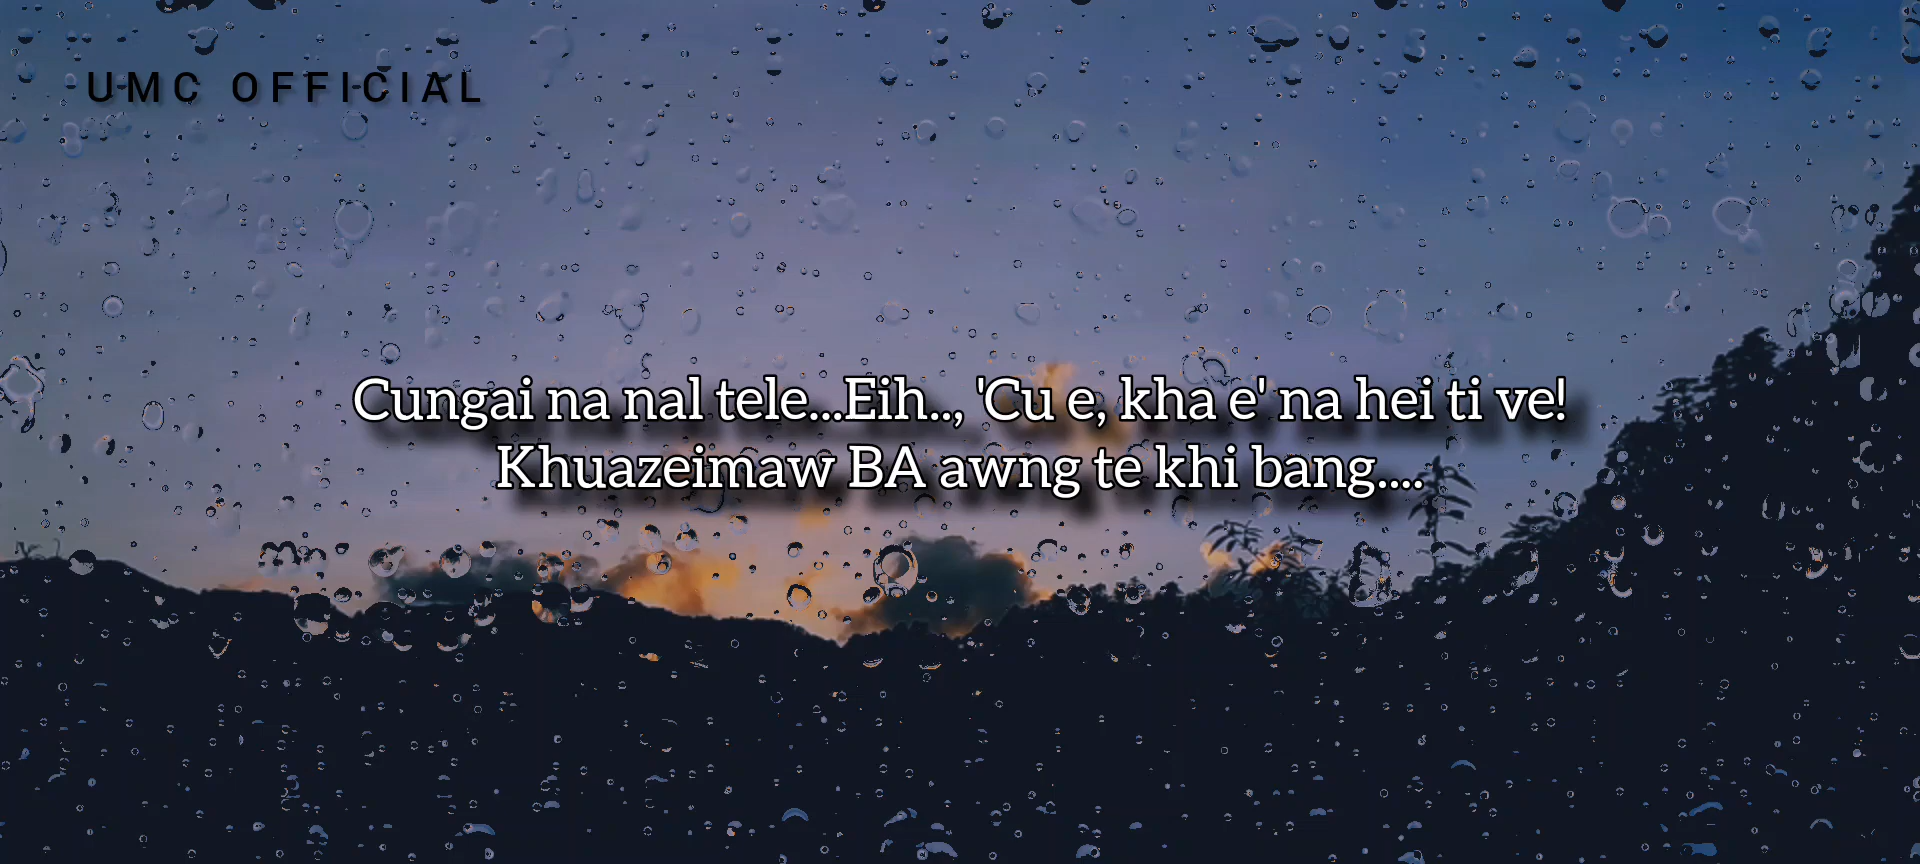 UMC OFFICIAL
Cungai na nal tele...Eih.., 'Cu e, kha e' na hei ti ve!
Khuazeimaw BA awng te khi bang....